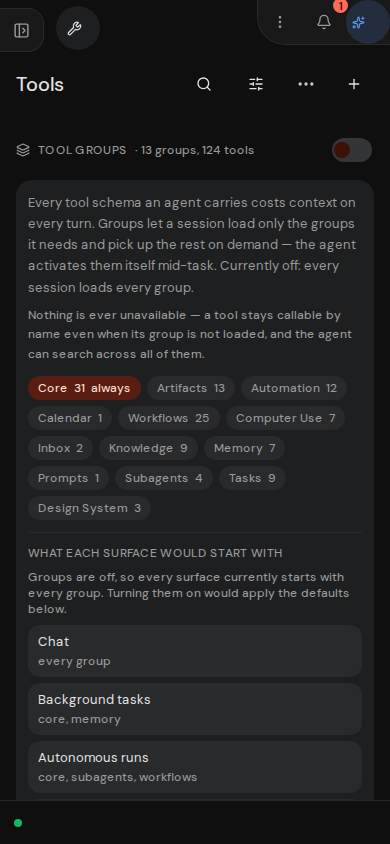 1
Tools
TOOL GROUPS · 13 groups, 124 tools
Every tool schema an agent carries costs context on
every turn. Groups let a session load only the groups
it needs and pick up the rest on demand — the agent
activates them itself mid-task. Currently off: every
session loads every group.
Nothing is ever unavailable — a tool stays callable by
name even when its group is not loaded, and the agent
can search across all of them.
Core 31 always Artifacts 13 Automation 12
Calendar 1 Workflows 25 Computer Use 7
Inbox 2 Knowledge 9 Memory 7
Prompts 1 Subagents 4 Tasks 9
Design System 3
WHAT EACH SURFACE WOULD START WITH
Groups are off, so every surface currently starts with
every group. Turning them on would apply the defaults
below.
Chat
every group
Background tasks
core, memory
Autonomous runs
core, subagents, workflows